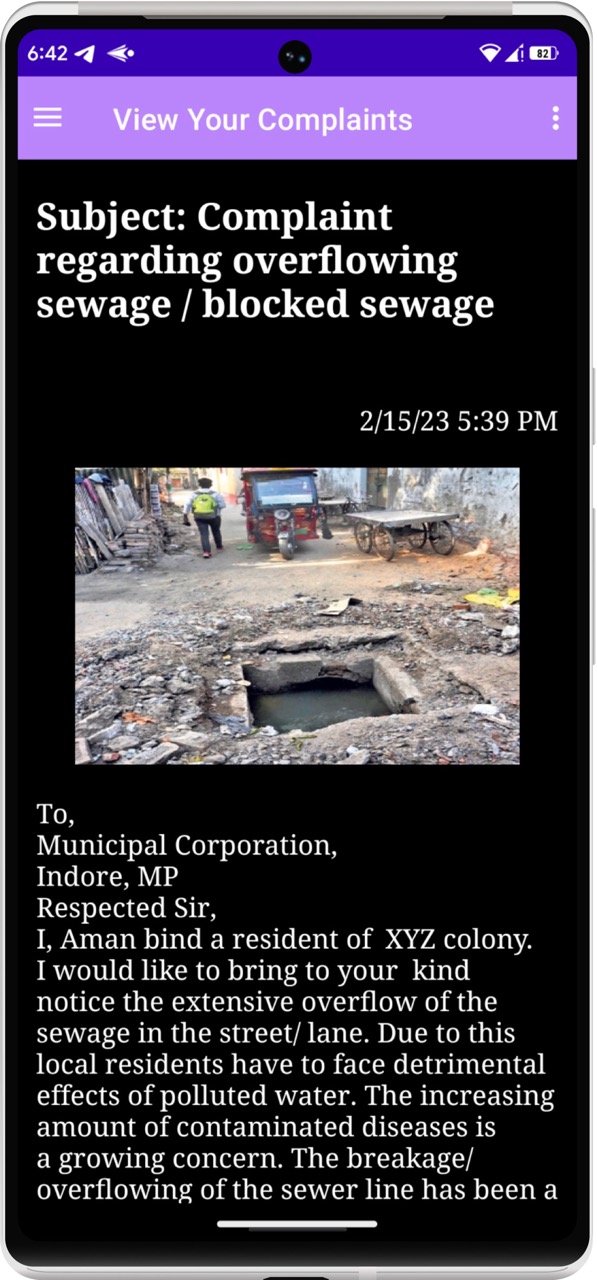 6:42
82
View Your Complaints
Subject: Complaint
regarding overflowing
sewage / blocked sewage
2/15/23 5:39 PM
To,
Municipal Corporation,
Indore, MP
Respected Sir,
I, Aman bind a resident of  XYZ colony.
I would like to bring to your  kind
notice the extensive overflow of the
sewage in the street/ lane. Due to this
local residents have to face detrimental
effects of polluted water. The increasing
amount of contaminated diseases is
a growing concern. The breakage/
overflowing of the sewer line has been a